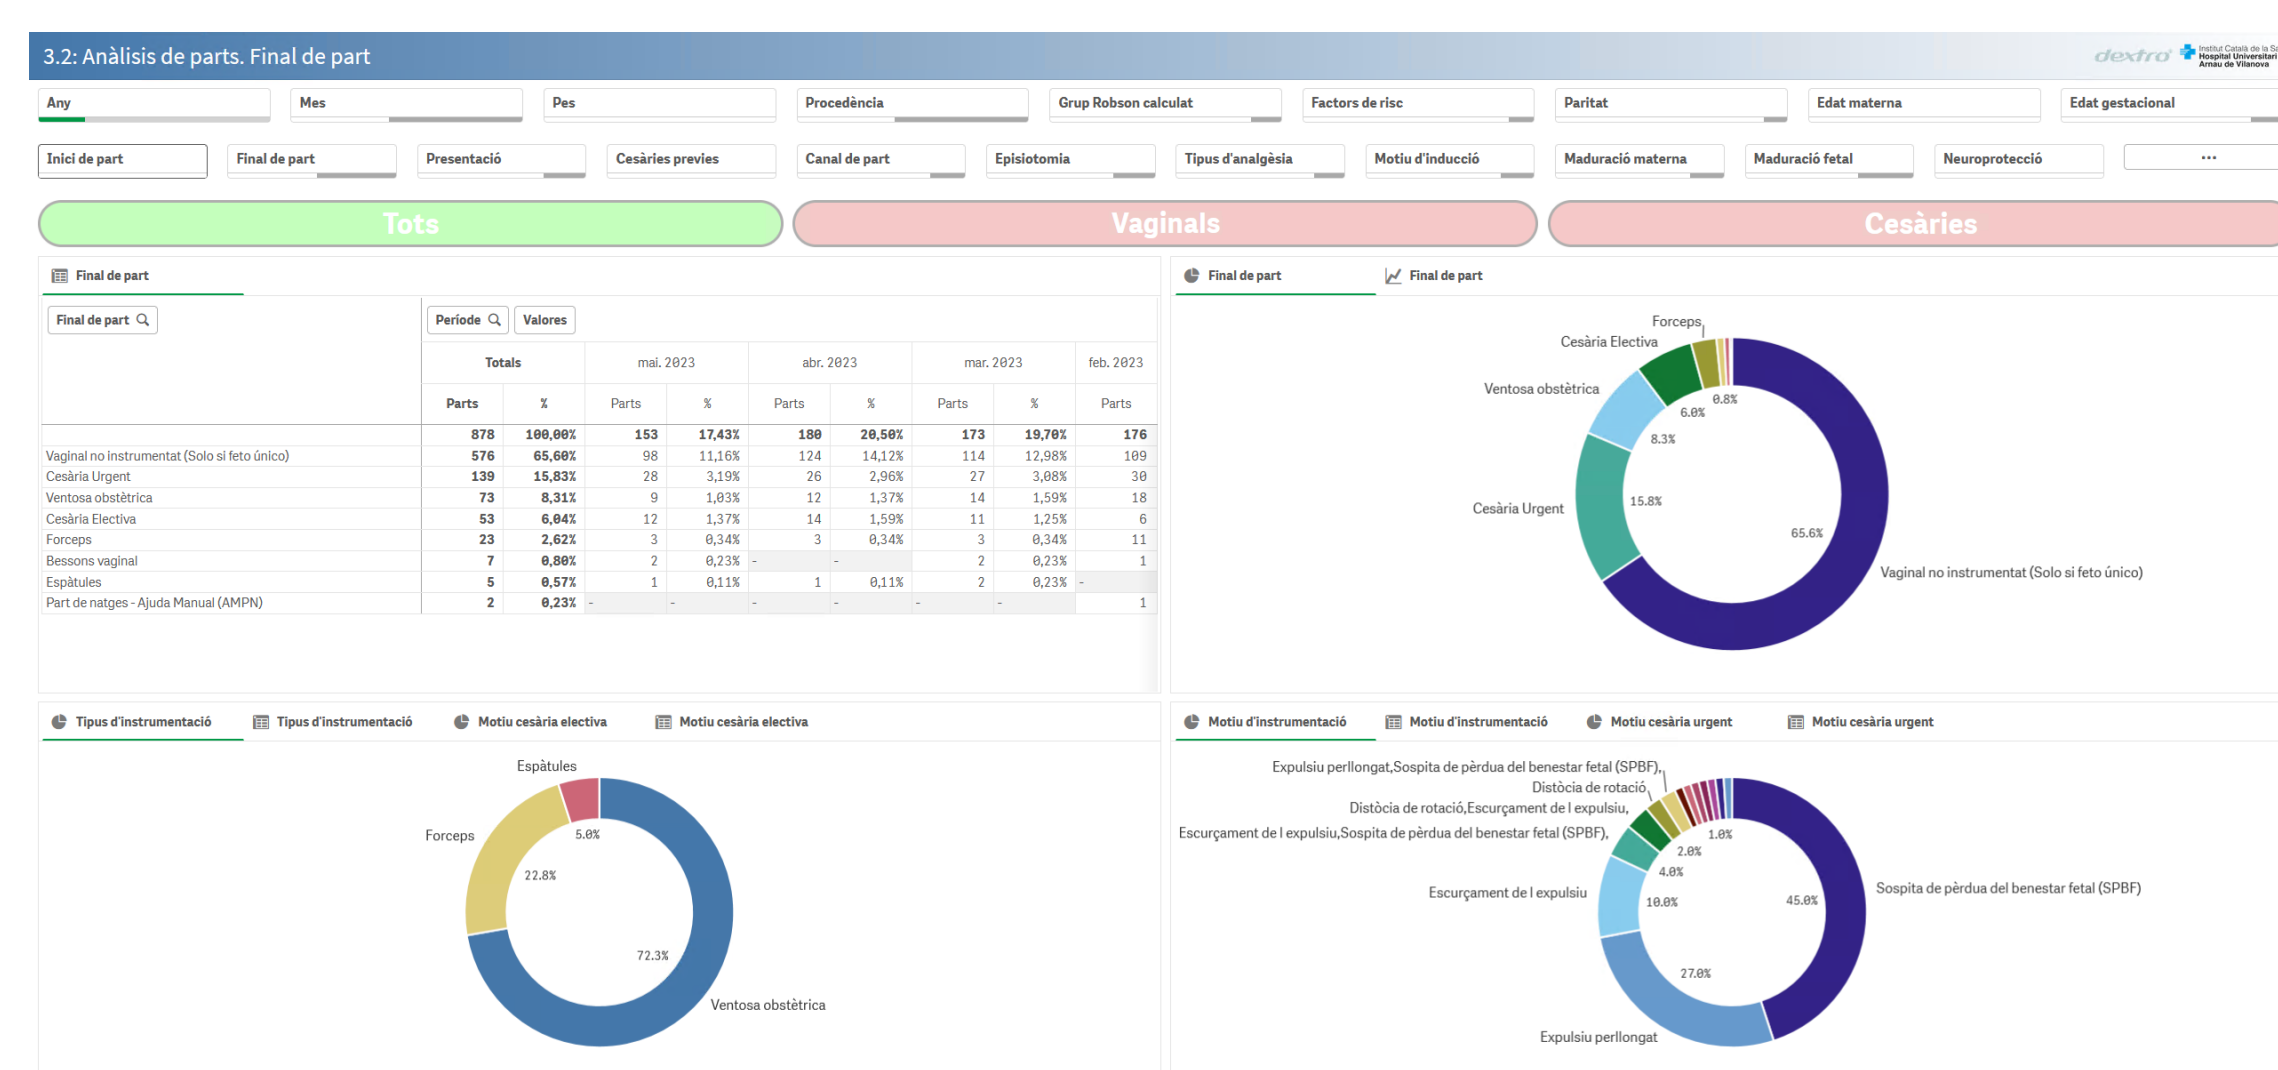 3.2: Anàlisis de parts. Final de part
dextro
Institut Català de la Sa
Hospital Universitari
Arnau de Vilanova
Any Mes Pes Procedència Grup Robson calculat Factors de risc Paritat Edat materna Edat gestacional
Inici de part Final de part Presentació Cesàries previes Canal de part Episiotomia Tipus d'analgèsia Motiu d'inducció Maduració materna Maduració fetal Neuroprotecció ...
Tots Vaginals Cesàries
Final de part
Final de part Q Període Q Valores
Totals mai. 2023 abr. 2023 mar. 2023 feb. 2023
Parts % Parts % Parts % Parts % Parts
878 100,00% 153 17,43% 180 20,50% 173 19,70% 176
Vaginal no instrumentat (Solo si feto único) 576 65,60% 98 11,16% 124 14,12% 114 12,98% 109
Cesària Urgent 139 15,83% 28 3,19% 26 2,96% 27 3,08% 30
Ventosa obstètrica 73 8,31% 9 1,03% 12 1,37% 14 1,59% 18
Cesària Electiva 53 6,04% 12 1,37% 14 1,59% 11 1,25% 6
Forceps 23 2,62% 3 0,34% 3 0,34% 3 0,34% 11
Bessons vaginal 7 0,80% 2 0,23% - - 2 0,23% 1
Espàtules 5 0,57% 1 0,11% 1 0,11% 2 0,23% -
Part de natges - Ajuda Manual (AMPN) 2 0,23% - - - - - - 1
Final de part Final de part
Forceps
Cesària Electiva
Ventosa obstètrica
0.8%
6.0%
8.3%
Cesària Urgent
15.8%
65.6%
Vaginal no instrumentat (Solo si feto único)
Tipus d'instrumentació Tipus d'instrumentació Motiu cesària electiva Motiu cesària electiva
Espàtules
Forceps
5.0%
22.8%
72.3%
Ventosa obstètrica
Motiu d'instrumentació Motiu d'instrumentació Motiu cesària urgent Motiu cesària urgent
Expulsiu perllongat,Sospita de pèrdua del benestar fetal (SPBF),
Distòcia de rotació,
Distòcia de rotació,Escurçament de l expulsiu,
Escurçament de l expulsiu,Sospita de pèrdua del benestar fetal (SPBF),
1.0%
2.0%
4.0%
Escurçament de l expulsiu
10.0%
45.0%
Sospita de pèrdua del benestar fetal (SPBF)
27.0%
Expulsiu perllongat